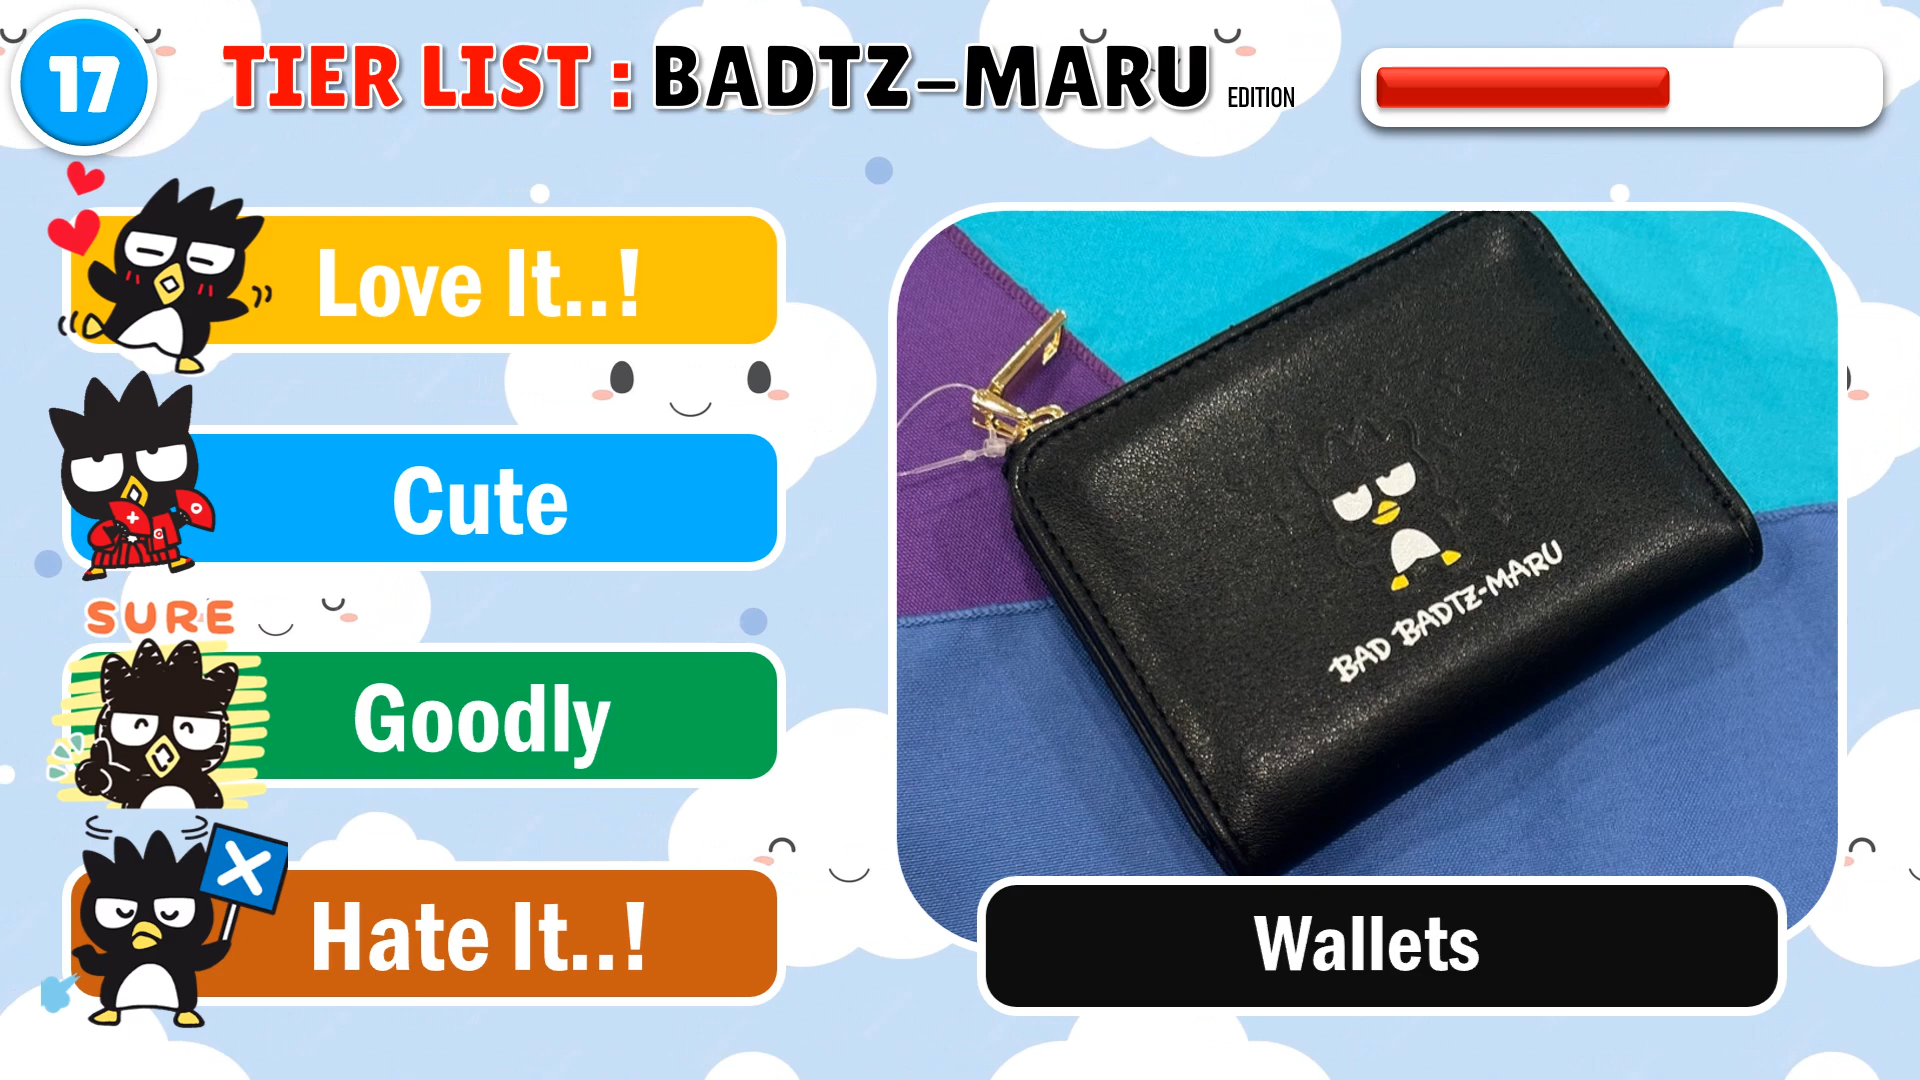 17
TIER LIST : BADTZ-MARU EDITION
Love It..!
Cute
SURE
Goodly
Hate It..!
BAD BADTZ-MARU
Wallets